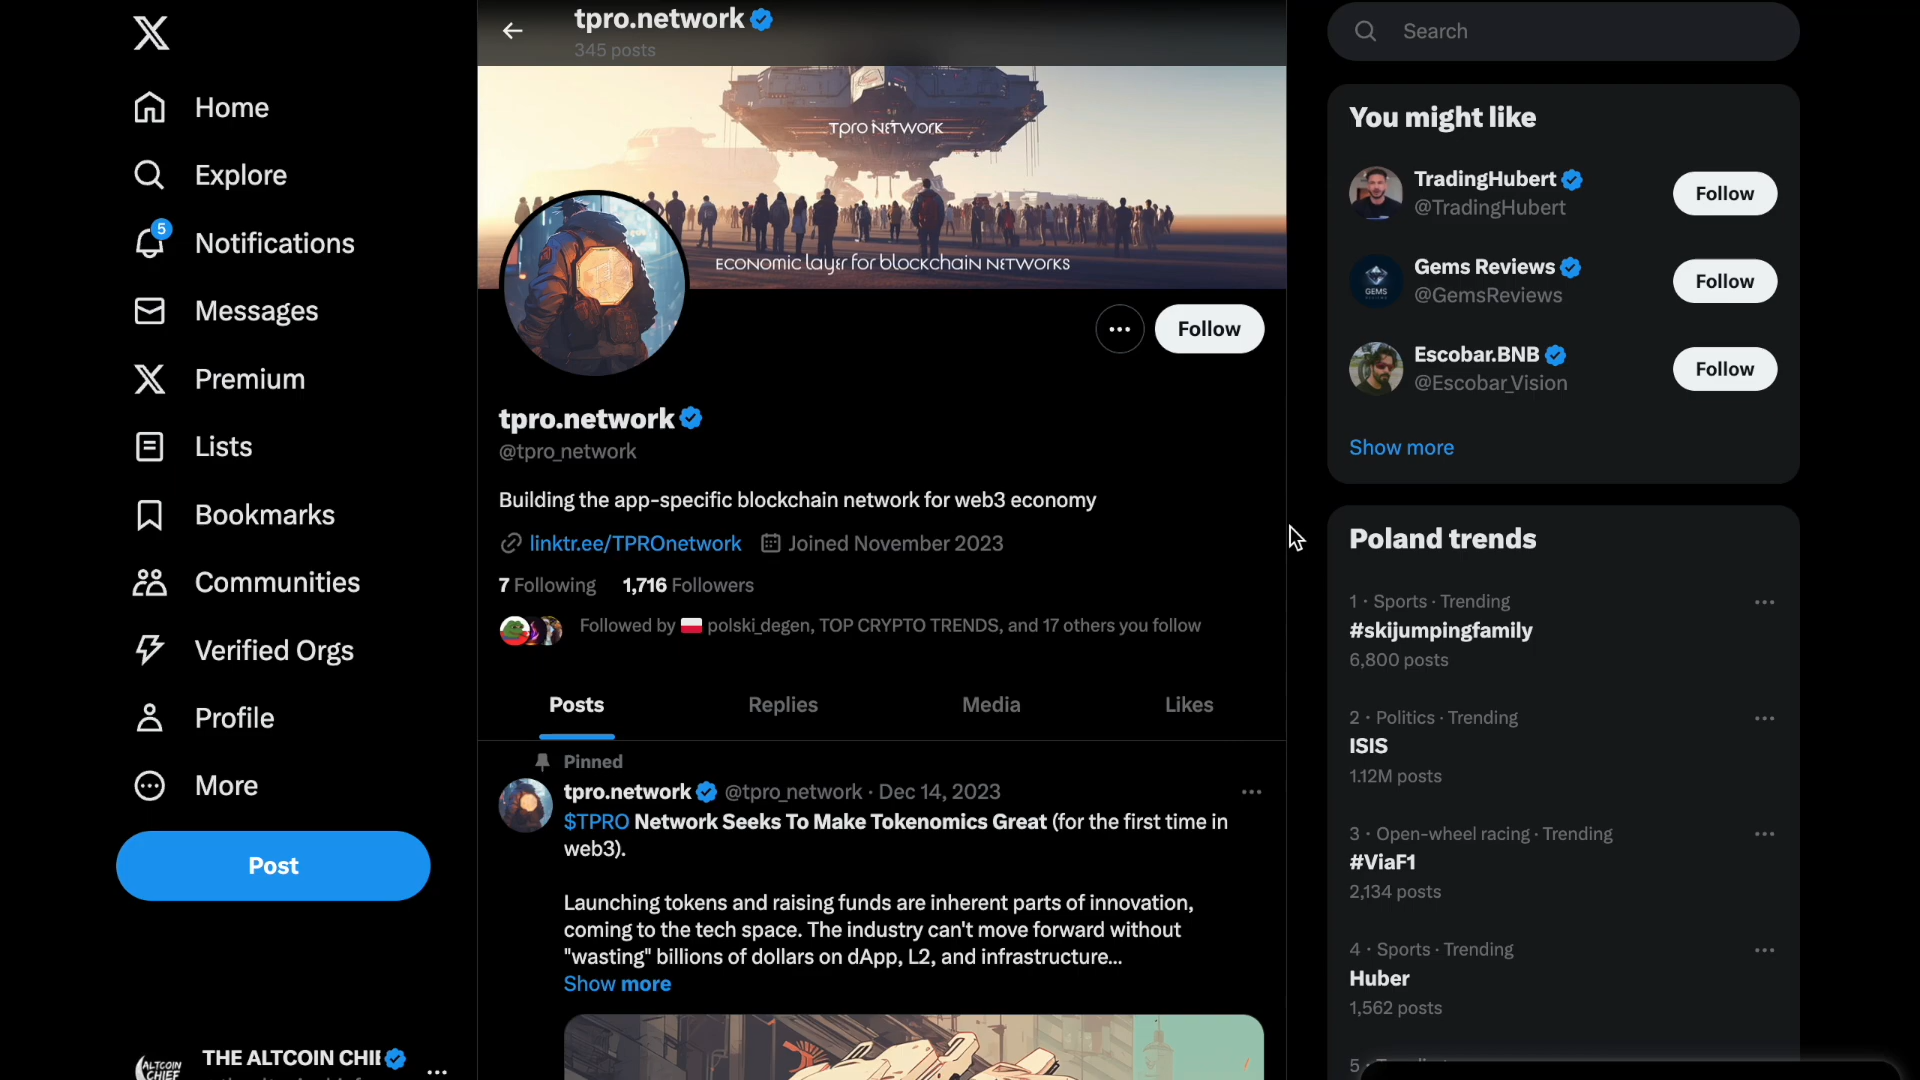 Home
Explore
5
Notifications
Messages
Premium
Lists
Bookmarks
Communities
Verified Orgs
Profile
More
Post
THE ALTCOIN CHIE
ALTCOIN
CHIEF
tpro.network
345 posts
TPRO NETWORK
ECONOMIC layer for blockchain NETWORKS
Follow
tpro.network
@tpro_network
Building the app-specific blockchain network for web3 economy
linktr.ee/TPROnetwork Joined November 2023
7 Following 1,716 Followers
Followed by 🇵🇱 polski_degen, TOP CRYPTO TRENDS, and 17 others you follow
Posts Replies Media Likes
Pinned
tpro.network @tpro_network · Dec 14, 2023
$TPRO Network Seeks To Make Tokenomics Great (for the first time in
web3).
Launching tokens and raising funds are inherent parts of innovation,
coming to the tech space. The industry can't move forward without
"wasting" billions of dollars on dApp, L2, and infrastructure...
Show more
Search
You might like
TradingHubert
@TradingHubert
Follow
GEMS
Gems Reviews
@GemsReviews
Follow
Escobar.BNB
@Escobar_Vision
Follow
Show more
Poland trends
1 · Sports · Trending
#skijumpingfamily
6,800 posts
2 · Politics · Trending
ISIS
1.12M posts
3 · Open-wheel racing · Trending
#ViaF1
2,134 posts
4 · Sports · Trending
Huber
1,562 posts
5